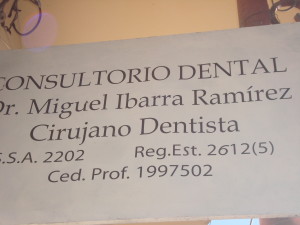 CONSULTORIO DENTAL
Dr. Miguel Ibarra Ramírez
Cirujano Dentista
S.S.A. 2202 Reg.Est. 2612(5)
Ced. Prof. 1997502